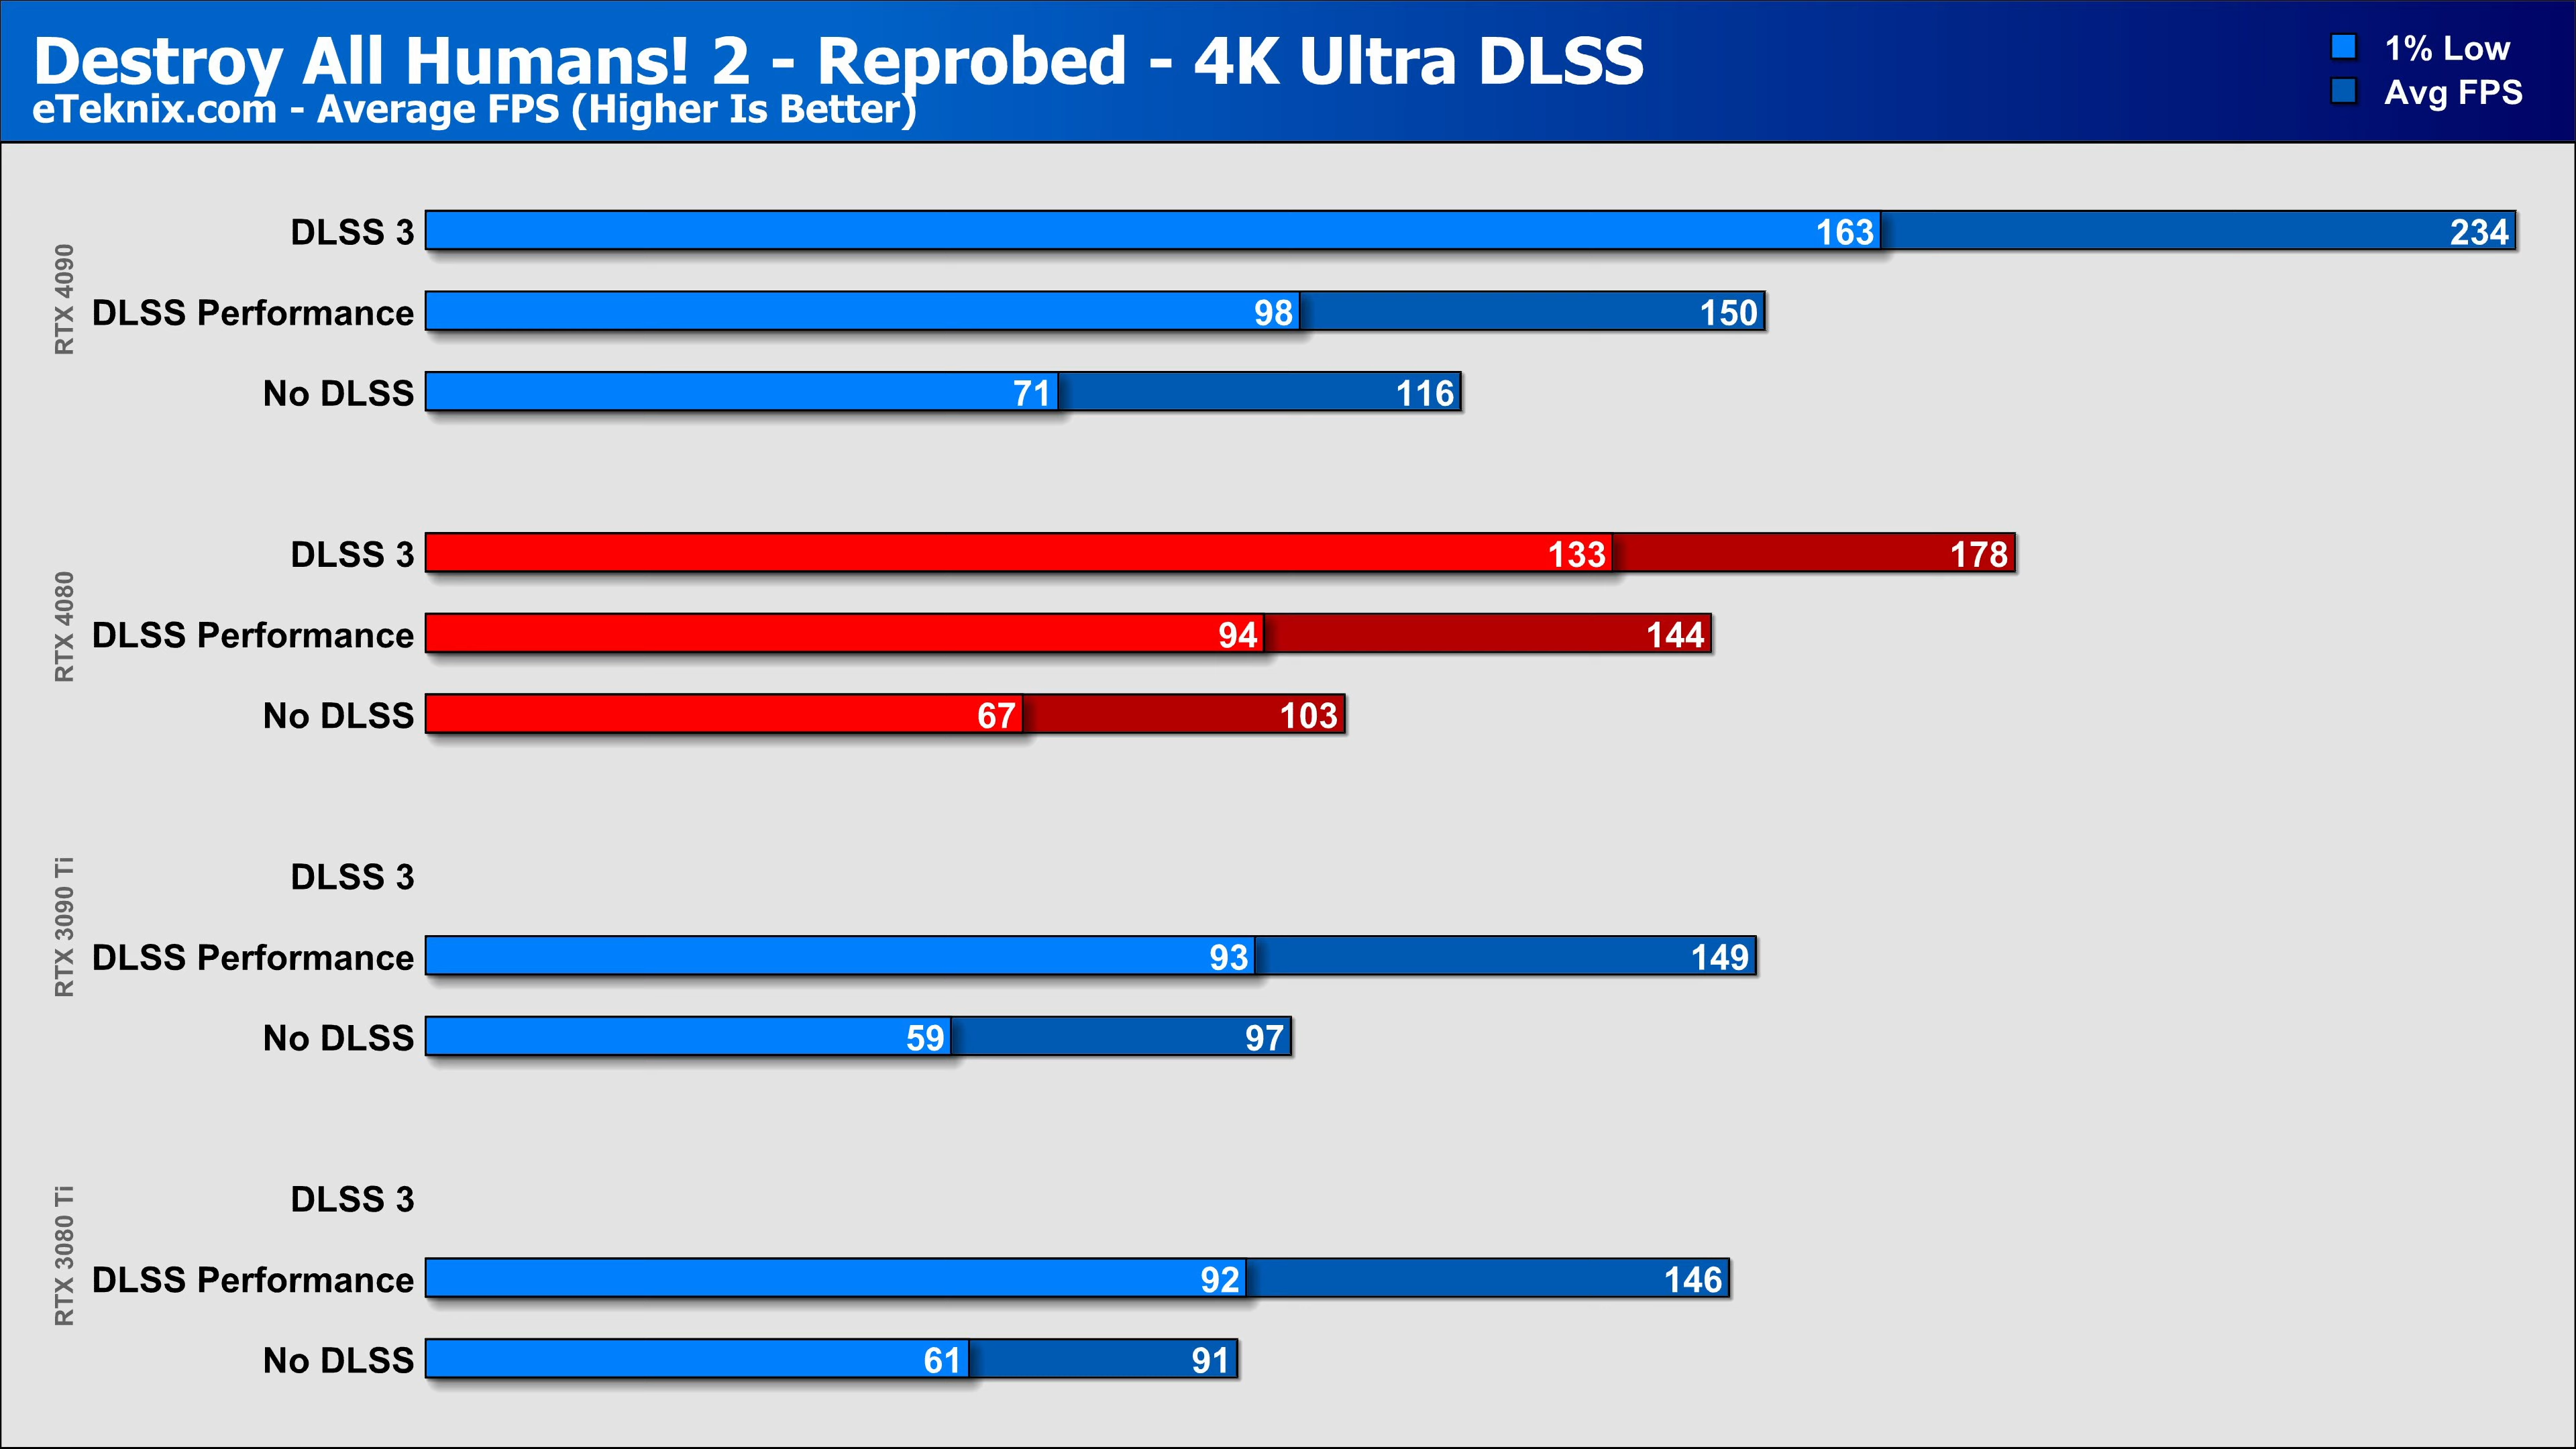 Destroy All Humans! 2 - Reprobed - 4K Ultra DLSS
eTeknix.com - Average FPS (Higher Is Better)
1% Low
Avg FPS
RTX 4090
DLSS 3
163
234
DLSS Performance
98
150
No DLSS
71
116
RTX 4080
DLSS 3
133
178
DLSS Performance
94
144
No DLSS
67
103
RTX 3090 Ti
DLSS 3
DLSS Performance
93
149
No DLSS
59
97
RTX 3080 Ti
DLSS 3
DLSS Performance
92
146
No DLSS
61
91